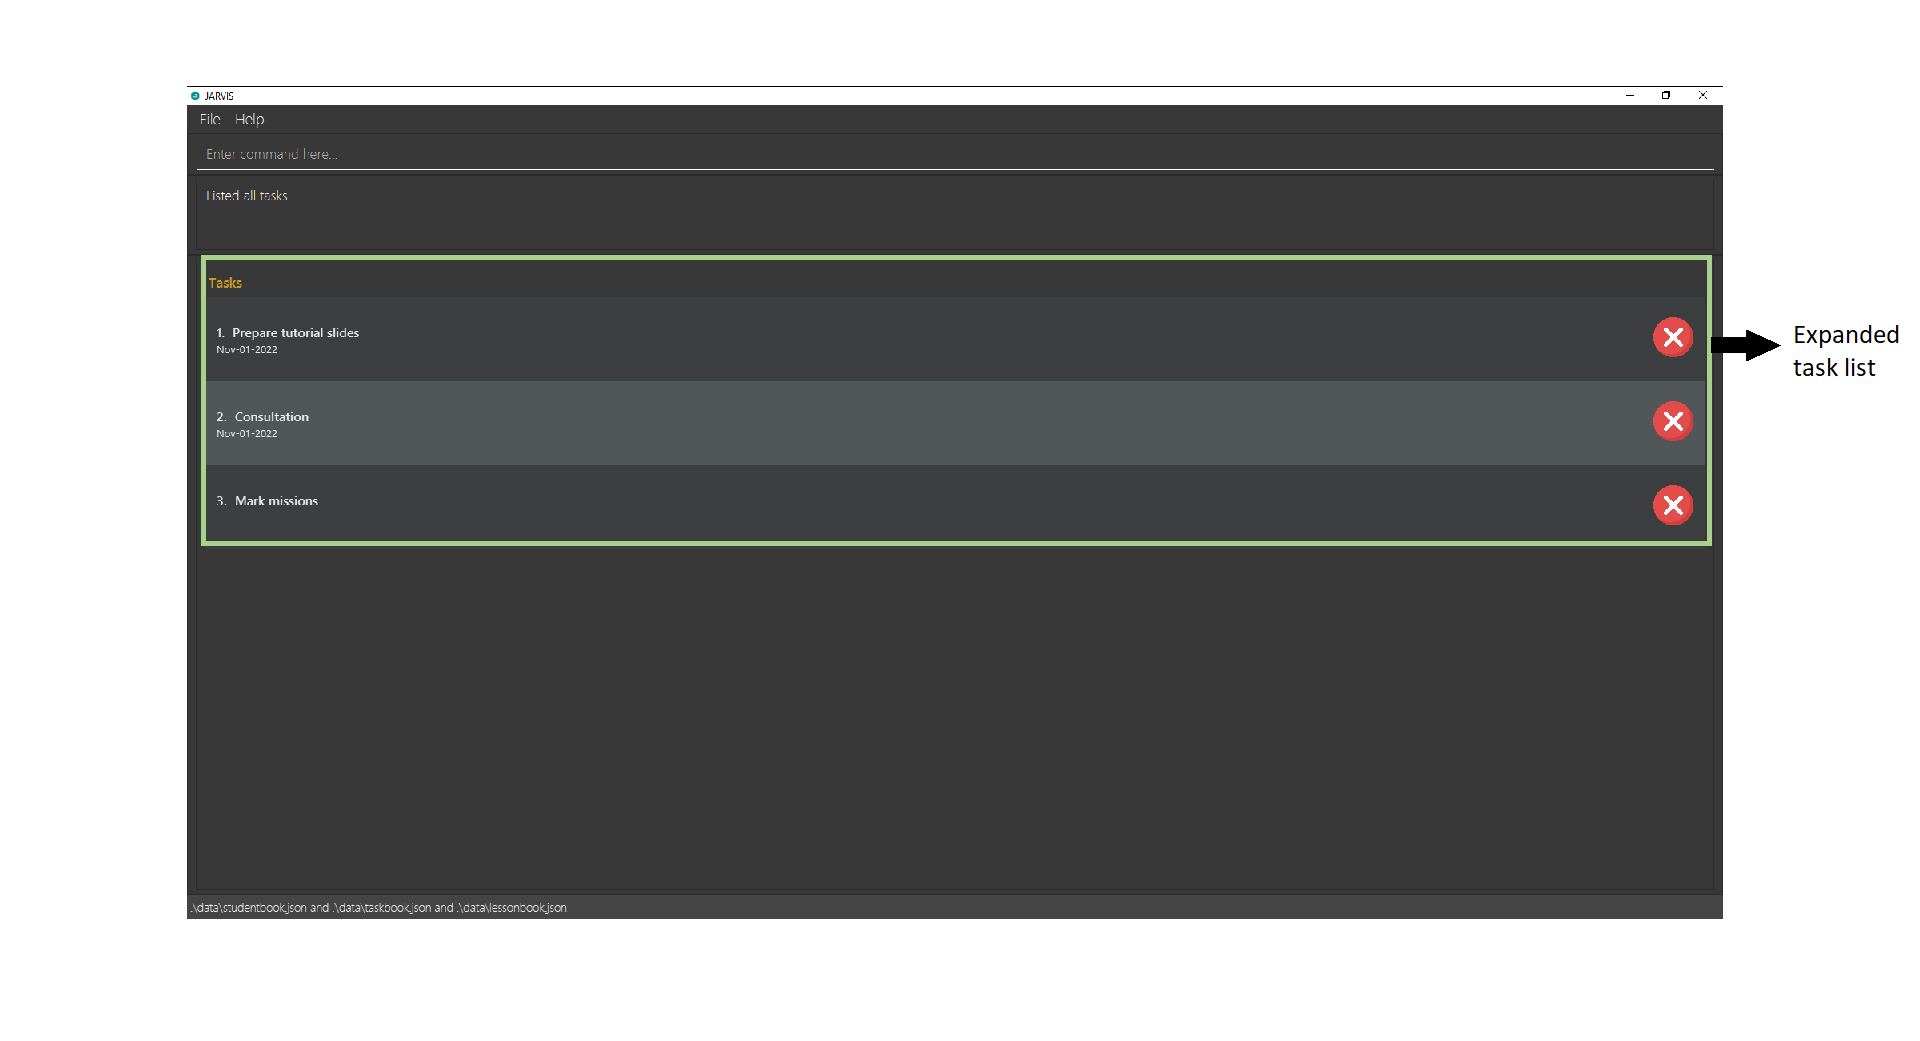 JARVIS
File Help
Enter command here...
Listed all tasks
Tasks
1. Prepare tutorial slides
Nov-01-2022
Expanded
task list
2. Consultation
Nov-01-2022
3. Mark missions
.\data\studentbook.json and .\data\taskbook.json and .\data\lessonbook.json